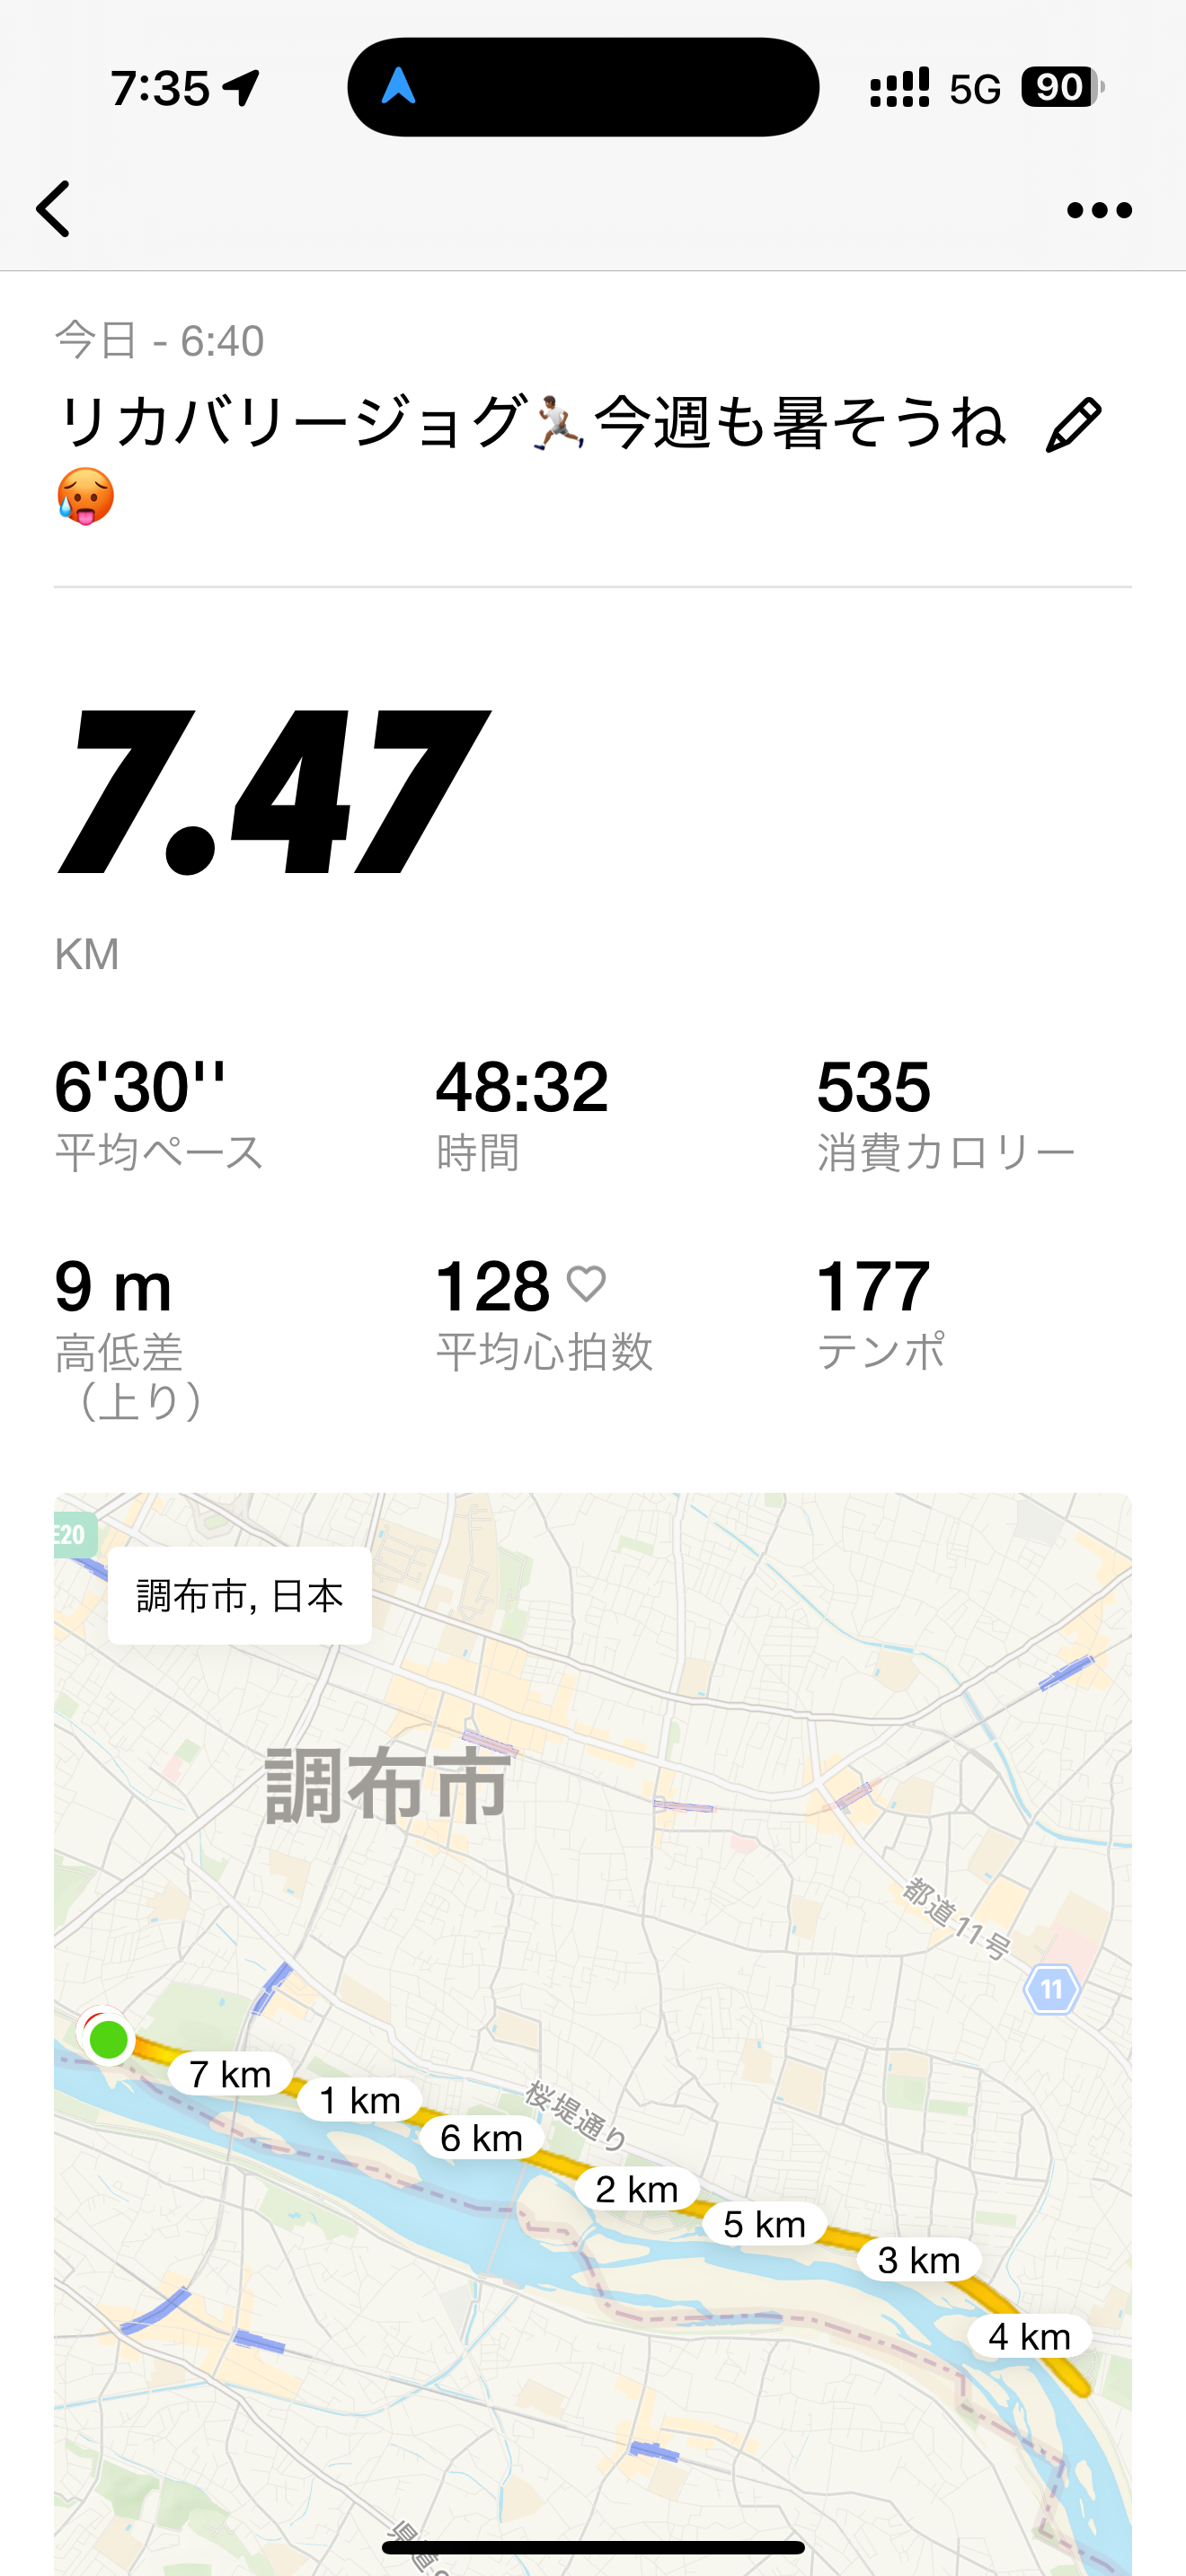 7:35
5G
90
今日 - 6:40
リカバリージョグ🏃🏾‍♂️今週も暑そうね
🥵
7.47
KM
6'30''
48:32
535
平均ペース
時間
消費カロリー
9 m
128
177
高低差
（上り）
平均心拍数
テンポ
E20
調布市, 日本
調布市
都道11号
11
7 km
1 km
桜堤通り
6 km
2 km
5 km
3 km
4 km